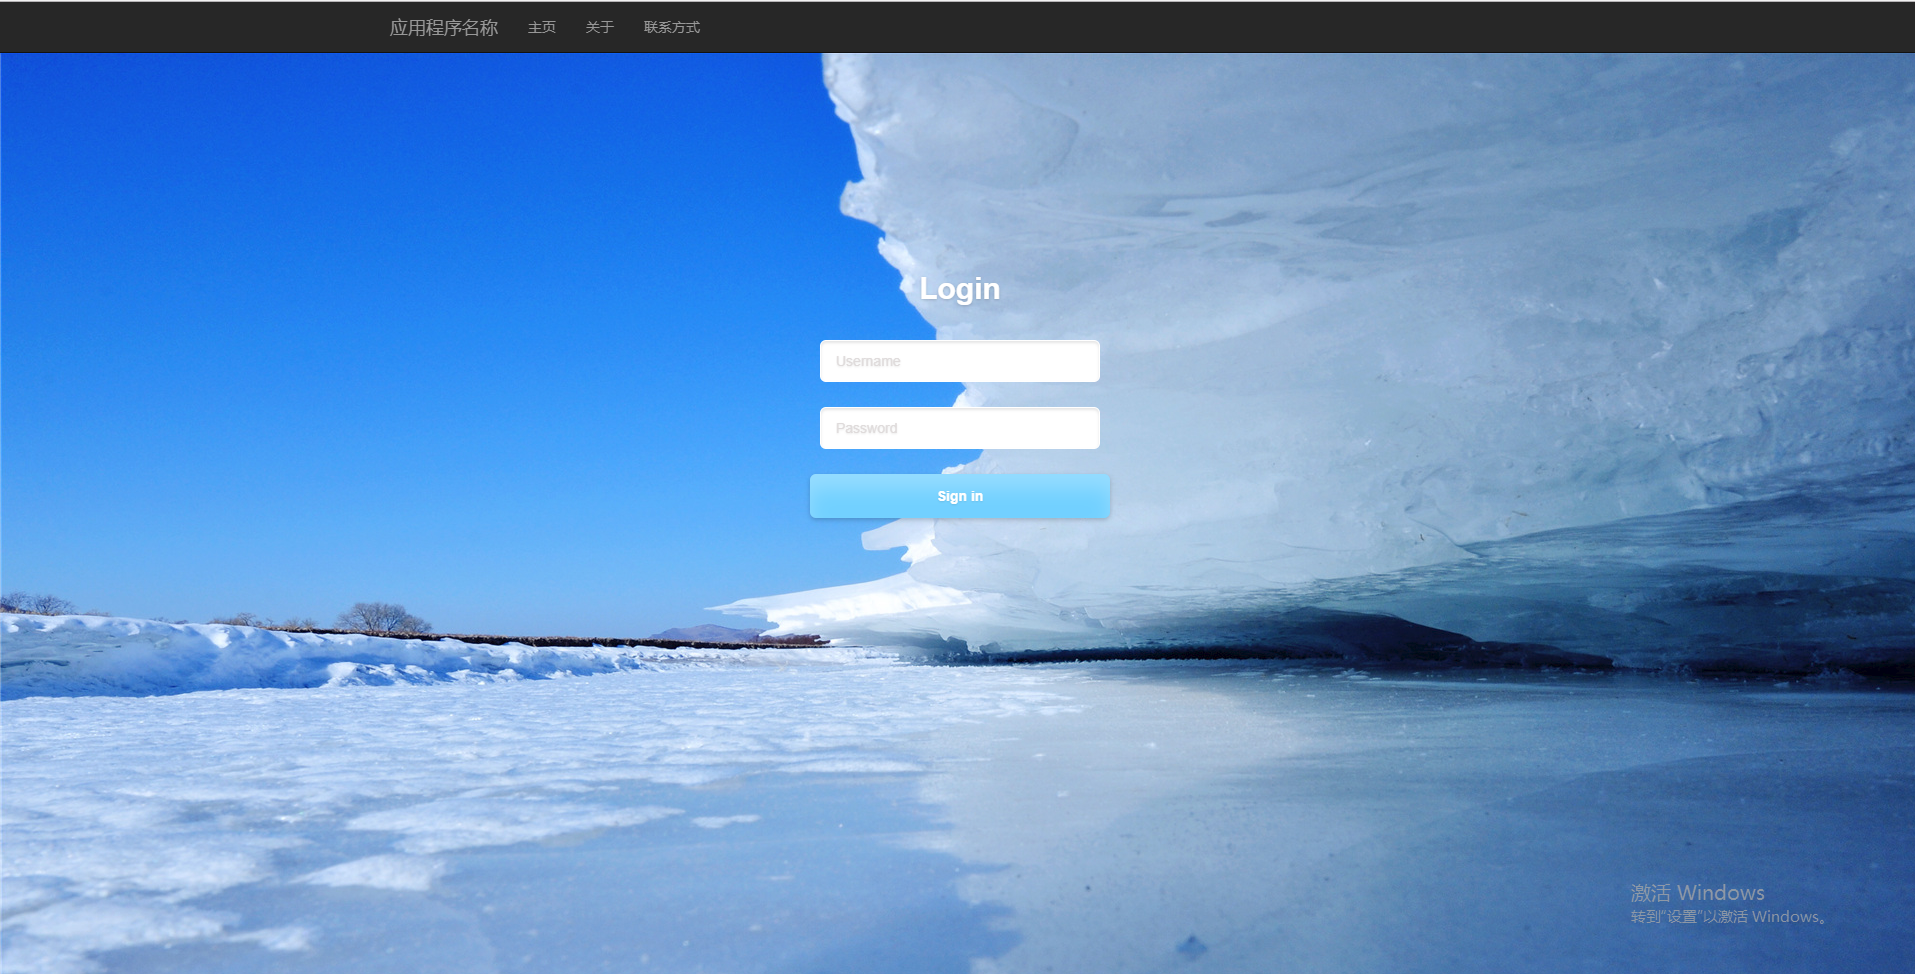 应用程序名称 主页 关于 联系方式
Login
Username
Password
Sign in
激活 Windows
转到“设置”以激活 Windows。